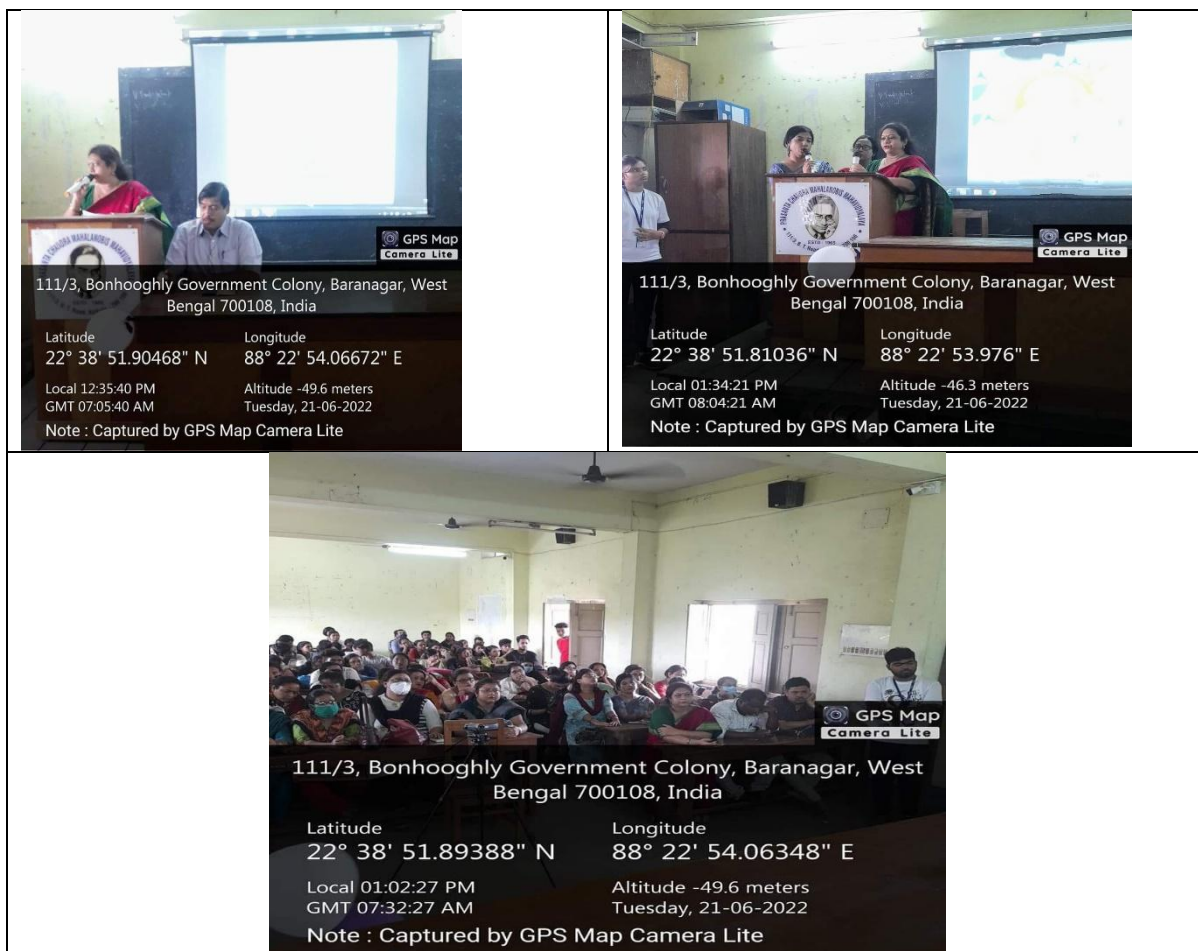 GPS Map
Camera Lite
111/3, Bonhooghly Government Colony, Baranagar, West
Bengal 700108, India
Latitude
22° 38' 51.90468" N
Longitude
88° 22' 54.06672" E
Local 12:35:40 PM
GMT 07:05:40 AM
Altitude -49.6 meters
Tuesday, 21-06-2022
Note : Captured by GPS Map Camera Lite
PRASANTA CHANDRA MAHALANOBIS MAHAVIDYALAYA
GPS Map
Camera Lite
111/3, Bonhooghly Government Colony, Baranagar, West
Bengal 700108, India
Latitude
22° 38' 51.81036" N
Longitude
88° 22' 53.976" E
Local 01:34:21 PM
GMT 08:04:21 AM
Altitude -46.3 meters
Tuesday, 21-06-2022
Note : Captured by GPS Map Camera Lite
GPS Map
Camera Lite
111/3, Bonhooghly Government Colony, Baranagar, West
Bengal 700108, India
Latitude
22° 38' 51.89388" N
Longitude
88° 22' 54.06348" E
Local 01:02:27 PM
GMT 07:32:27 AM
Altitude -49.6 meters
Tuesday, 21-06-2022
Note : Captured by GPS Map Camera Lite